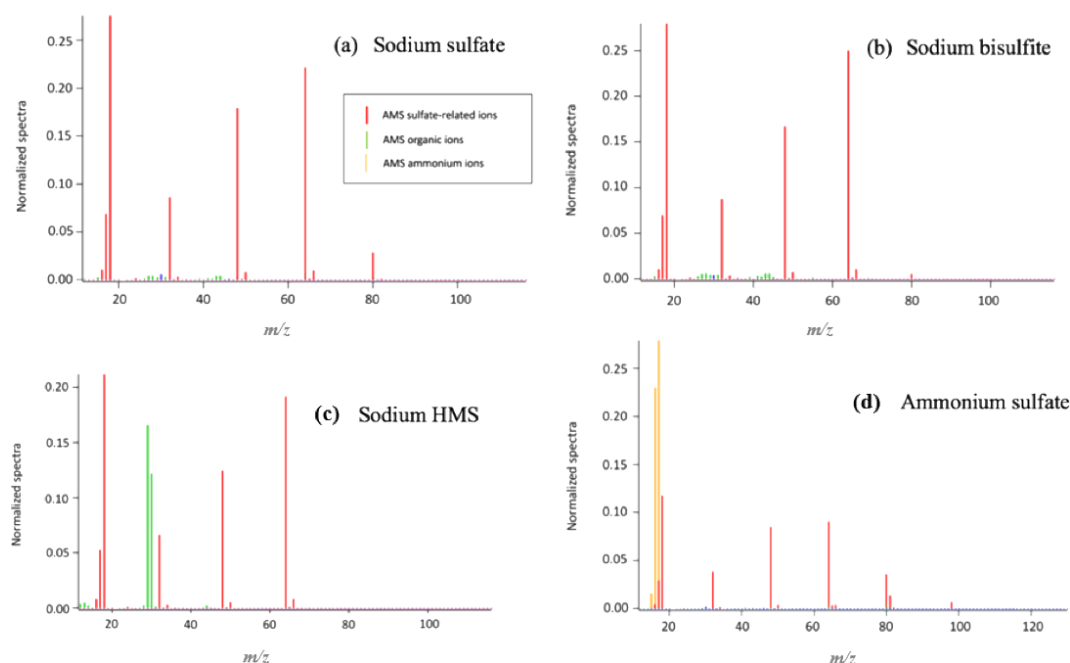 (a) Sodium sulfate
Normalized spectra
0.25
0.20
0.15
0.10
0.05
0.00
AMS sulfate-related ions
AMS organic ions
AMS ammonium ions
20 40 60 80 100
m/z
(b) Sodium bisulfite
Normalized spectra
0.25
0.20
0.15
0.10
0.05
0.00
20 40 60 80 100
m/z
(c) Sodium HMS
Normalized spectra
0.20
0.15
0.10
0.05
0.00
20 40 60 80 100
m/z
(d) Ammonium sulfate
Normalized spectra
0.25
0.20
0.15
0.10
0.05
0.00
20 40 60 80 100 120
m/z